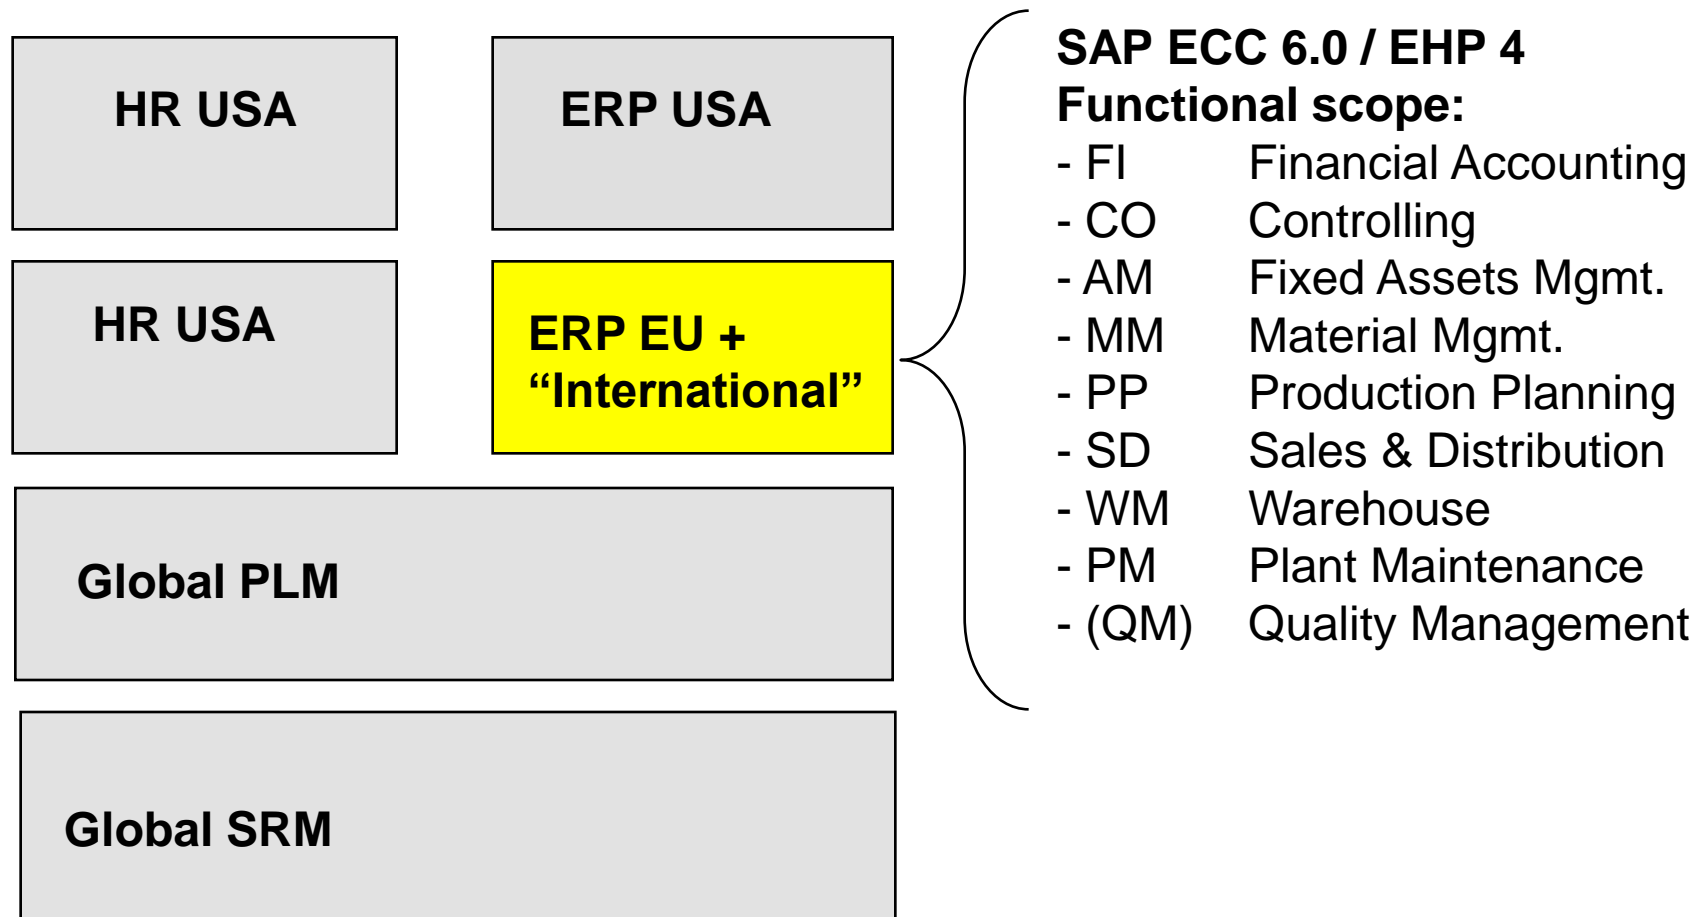 HR USA
ERP USA
HR USA
ERP EU +
“International”
Global PLM
Global SRM
SAP ECC 6.0 / EHP 4
Functional scope:
- FI Financial Accounting
- CO Controlling
- AM Fixed Assets Mgmt.
- MM Material Mgmt.
- PP Production Planning
- SD Sales & Distribution
- WM Warehouse
- PM Plant Maintenance
- (QM) Quality Management